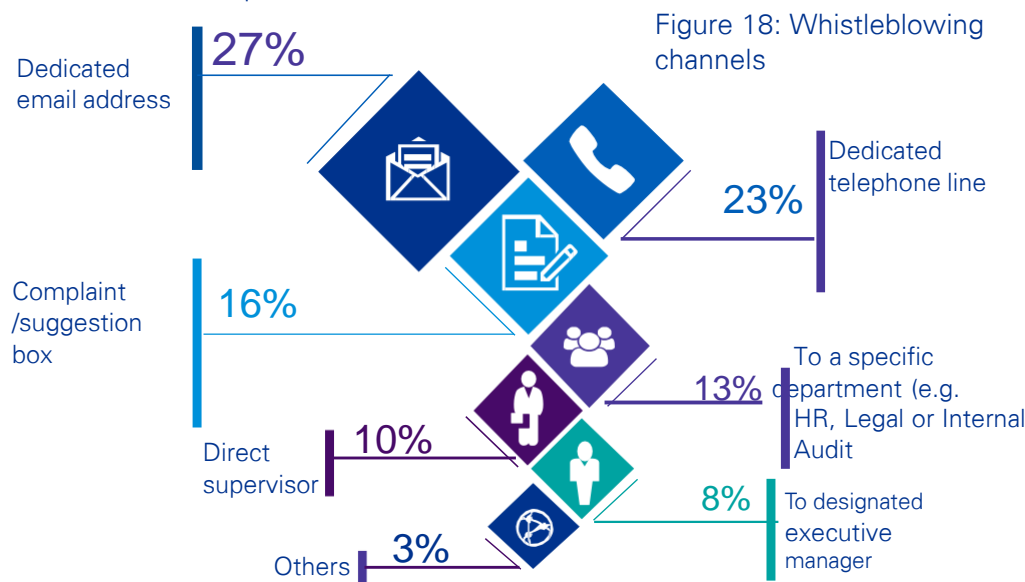 Figure 18: Whistleblowing
channels
27%
Dedicated
email address
Dedicated
telephone line
23%
Complaint
/suggestion
box
16%
To a specific
department (e.g.
HR, Legal or Internal
Audit
13%
Direct
supervisor
10%
8%
To designated
executive
manager
Others
3%